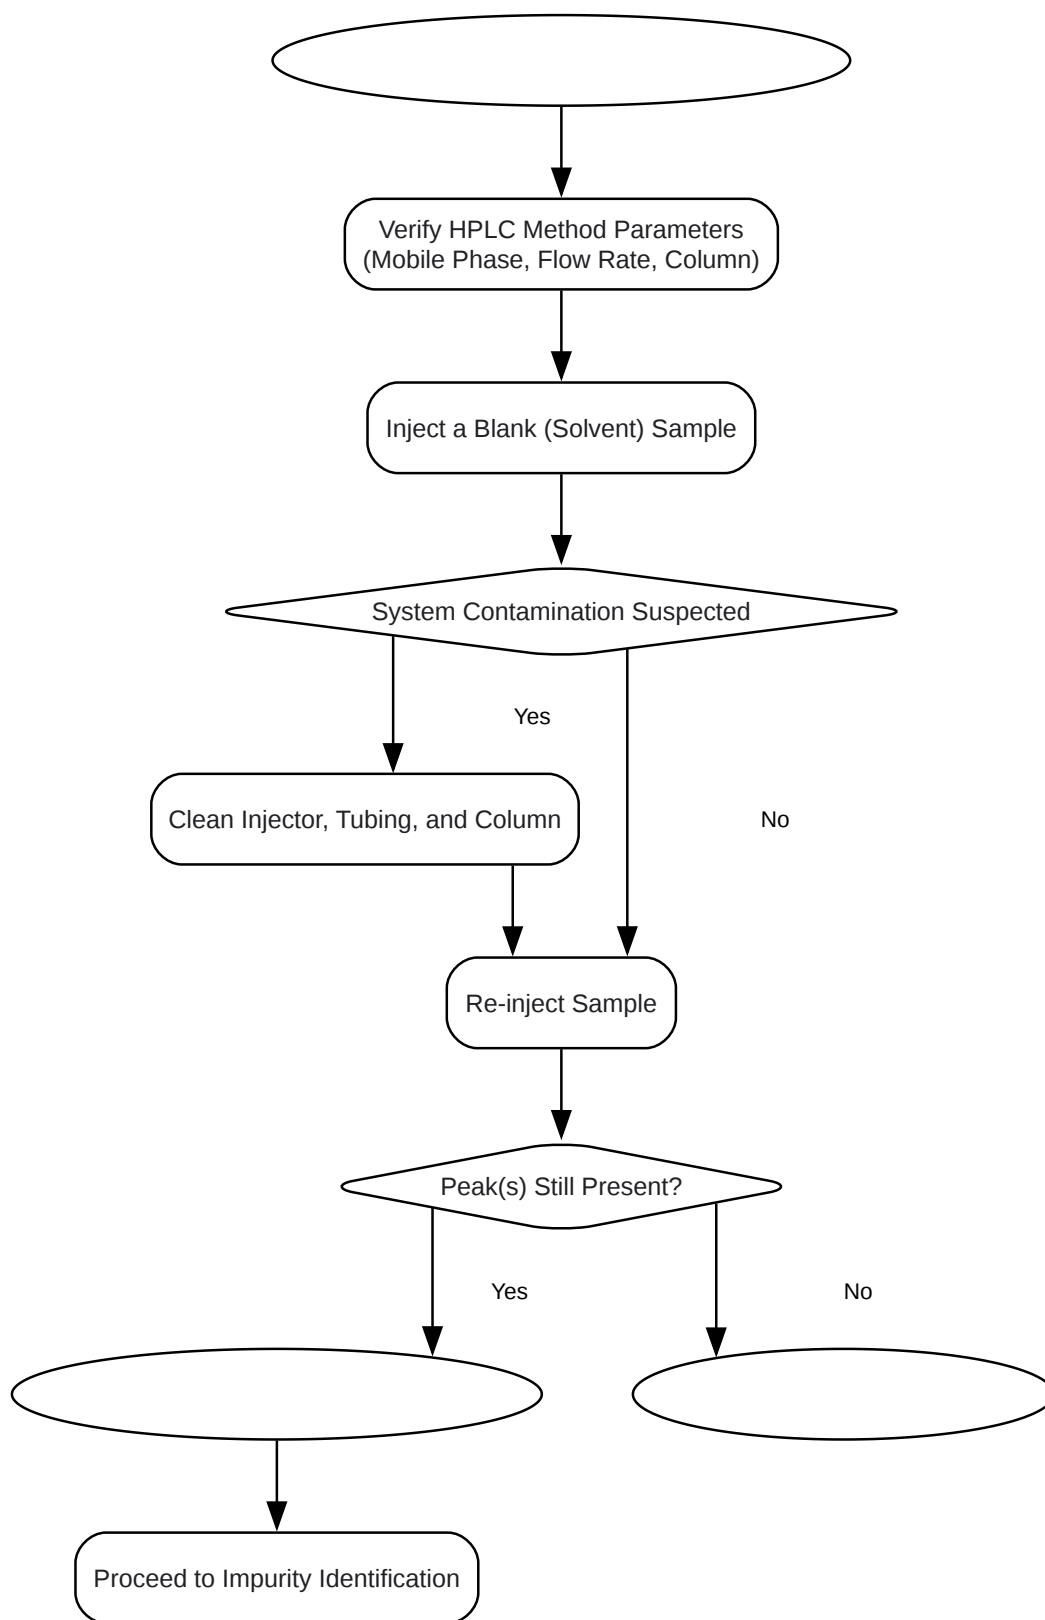 Verify HPLC Method Parameters
(Mobile Phase, Flow Rate, Column)
Inject a Blank (Solvent) Sample
System Contamination Suspected
Yes
Clean Injector, Tubing, and Column
No
Re-inject Sample
Peak(s) Still Present?
Yes
No
Proceed to Impurity Identification